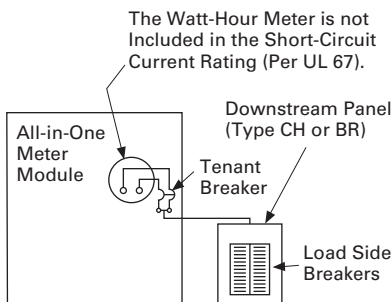 The Watt-Hour Meter is not
Included in the Short-Circuit
Current Rating (Per UL 67).
Downstream Panel
(Type CH or BR)
All-in-One
Meter
Module
Tenant
Breaker
Load Side
Breakers